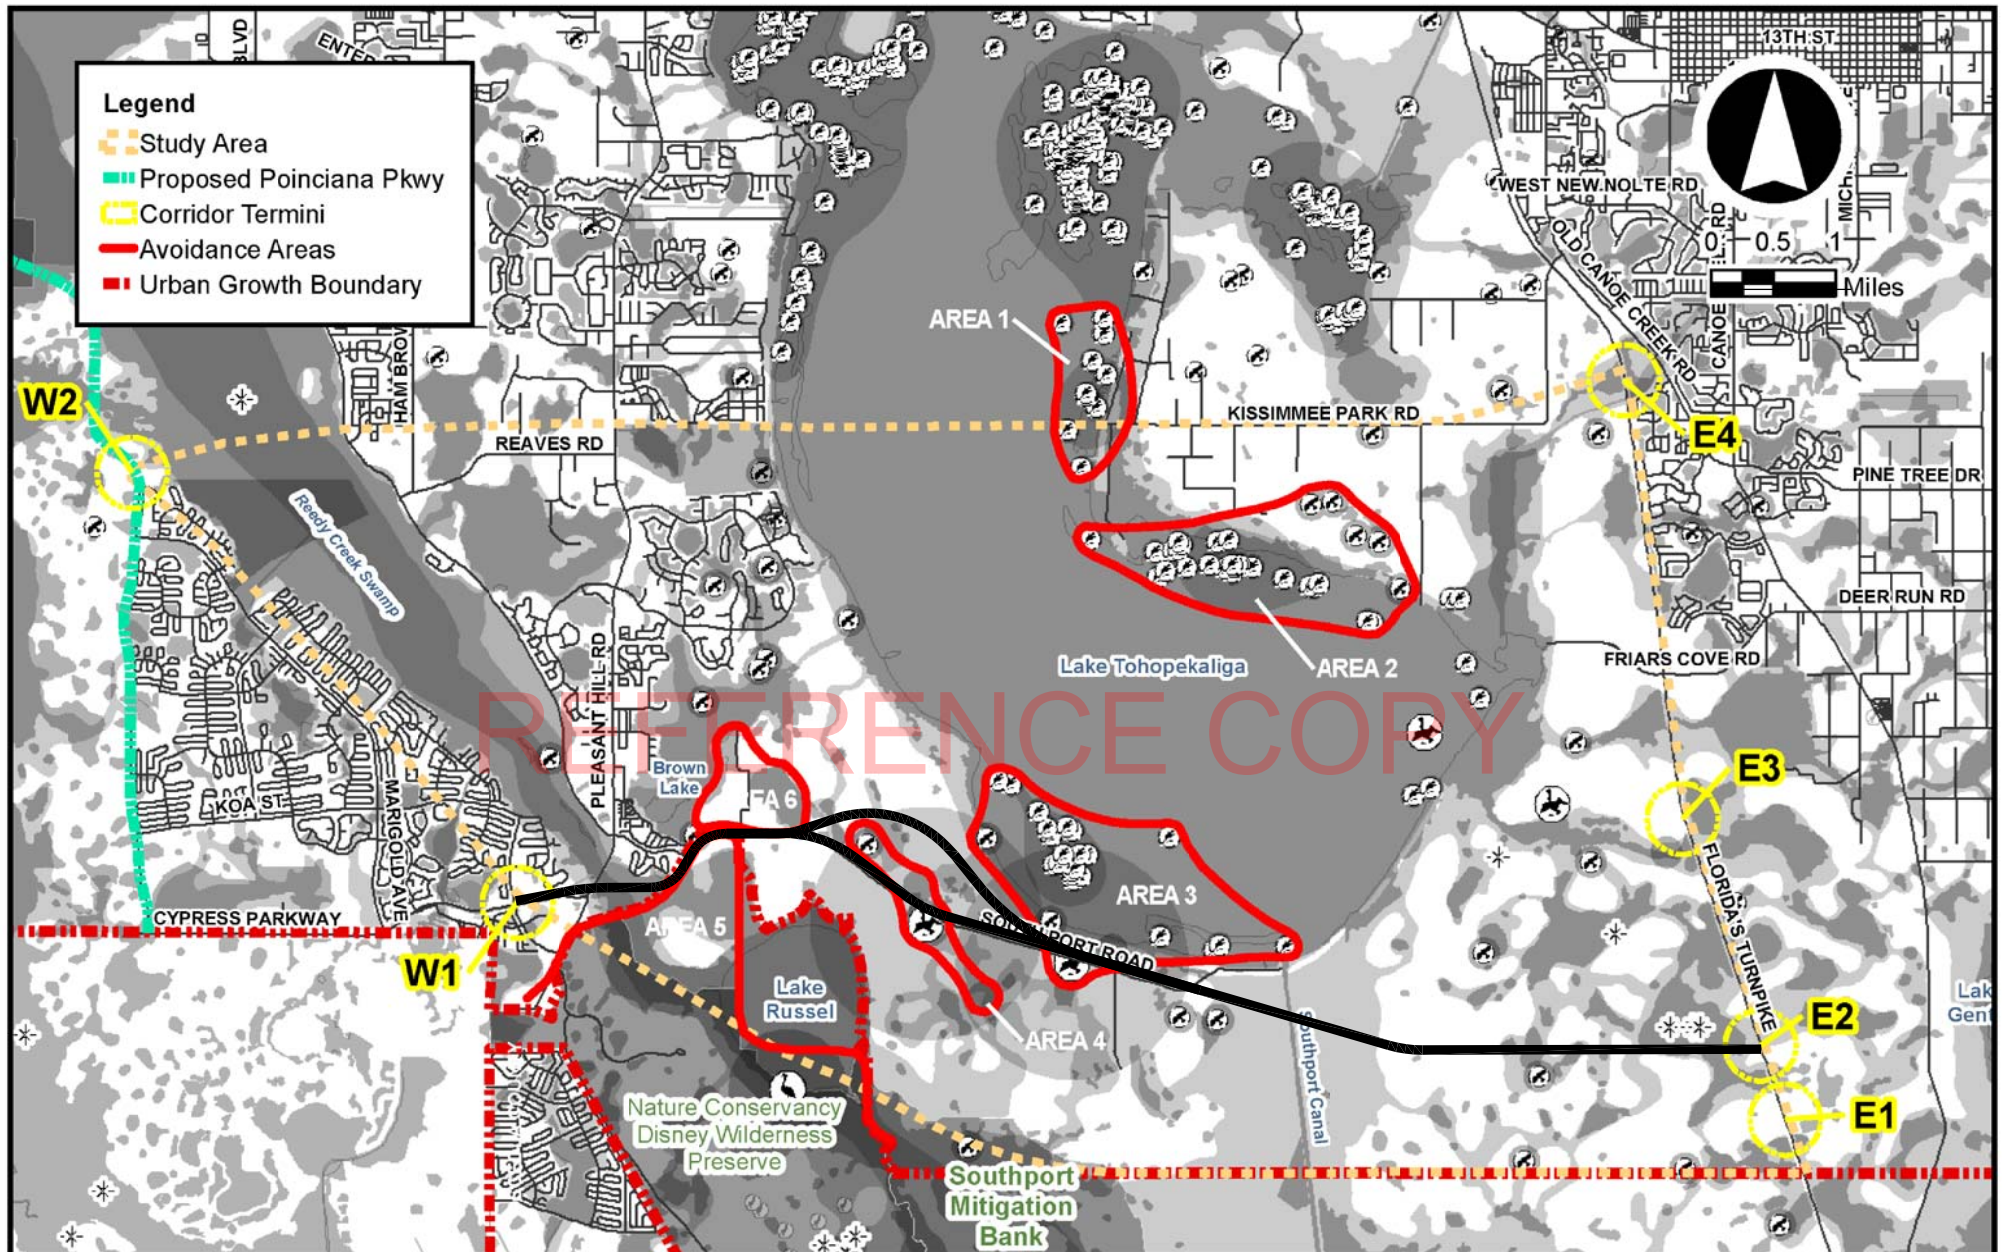 13TH ST
BLVD
Legend
Study Area
Proposed Poinciana Pkwy
Corridor Termini
Avoidance Areas
Urban Growth Boundary
WEST NEW NOLTE RD
OLD CANOE CREEK RD
0 0.5 1
Miles
AREA 1
W2
KISSIMMEE PARK RD
REAVES RD
E4
PINE TREE DR
Reedy Creek Swamp
DEER RUN RD
PLEASANT HILL RD
Lake Tohopekaliga
AREA 2
FRIARS COVE RD
REFERENCE COPY
Brown
Lake
E3
KOA ST
MARIGOLD AVE
AREA 3
FLORIDA'S TURNPIKE
CYPRESS PARKWAY
AREA 5
SOUTHPORT ROAD
W1
Lake
Russel
AREA 4
E2
Southport Canal
E1
Nature Conservancy
Disney Wilderness
Preserve
Southport
Mitigation
Bank